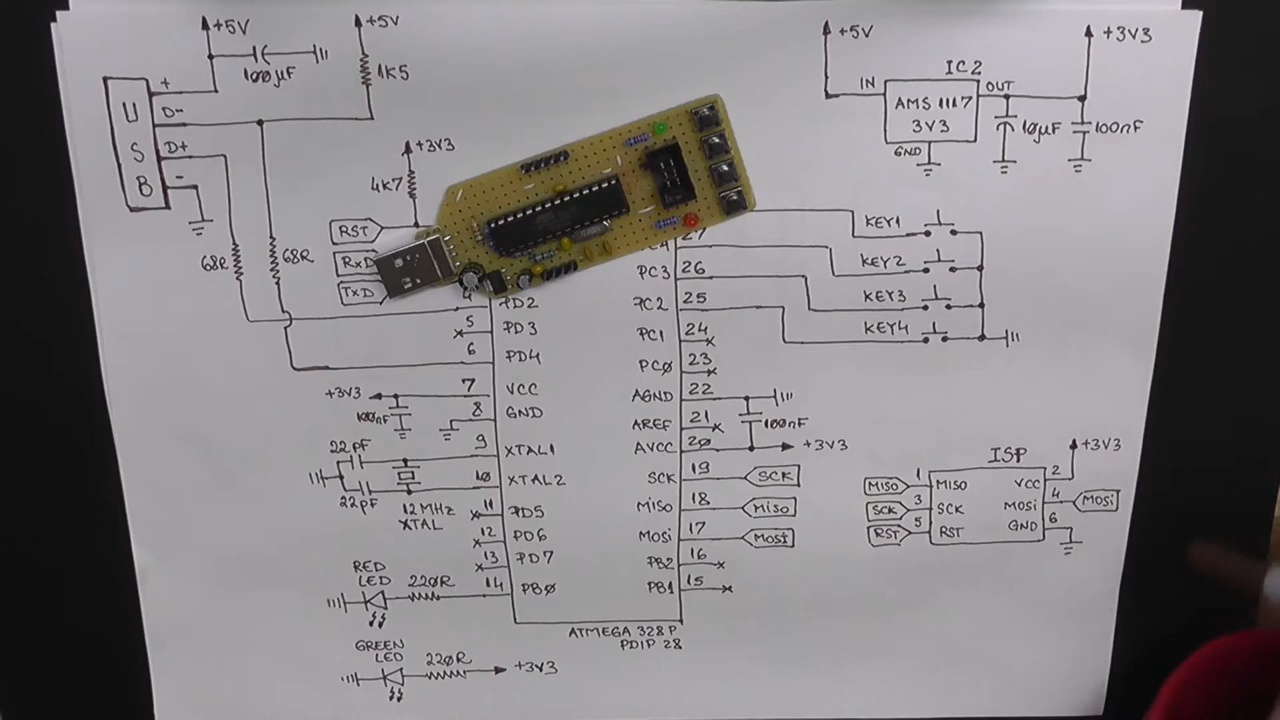 +5V
100µF
+5V
1K5
U
S
B
+
D-
D+
-
68R
68R
+3V3
4K7
RST
RxD
TxD
+5V
IN
IC2
AMS 1117
3V3
OUT
GND
+3V3
10µF
100nF
KEY1
KEY2
KEY3
KEY4
4 PD2
5 PD3
6 PD4
+3V3
7 VCC
100nF
8 GND
9 XTAL1
22PF
10 XTAL2
22PF
12MHz
XTAL
11 PD5
12 PD6
13 PD7
14 PBØ
RED
LED
220R
GREEN
LED
220R
+3V3
27
C4
PC3 26
PC2 25
PC1 24
PCØ 23
AGND 22
AREF 21
100nF
AVCC 20
+3V3
SCK 19
SCK
MISO 18
MISO
MOSi 17
MOSi
PB2 16
PB1 15
ATMEGA 328P
PDIP 28
ISP
+3V3
MISO
1
MISO
VCC
2
SCK
3
SCK
MOSi
4
MOSi
RST
5
RST
GND
6